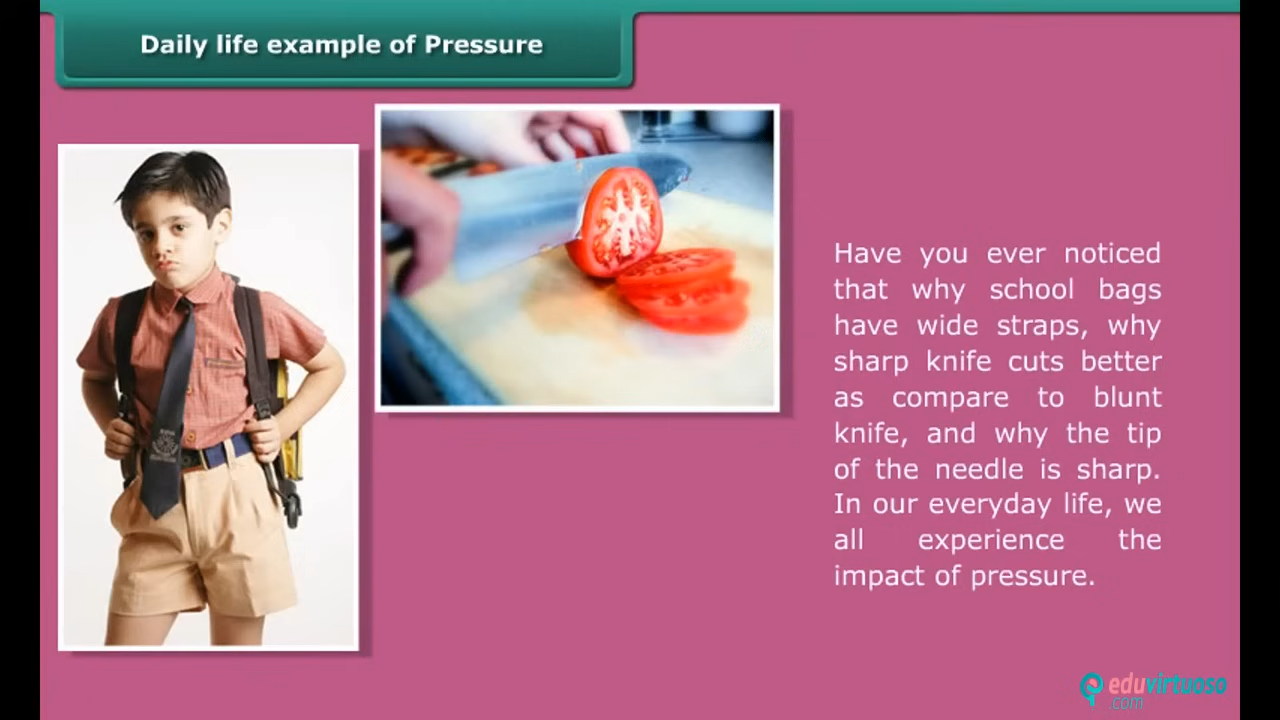 Daily life example of Pressure
Have you ever noticed
that why school bags
have wide straps, why
sharp knife cuts better
as compare to blunt
knife, and why the tip
of the needle is sharp.
In our everyday life, we
all experience the
impact of pressure.
eduvirtuoso
.com